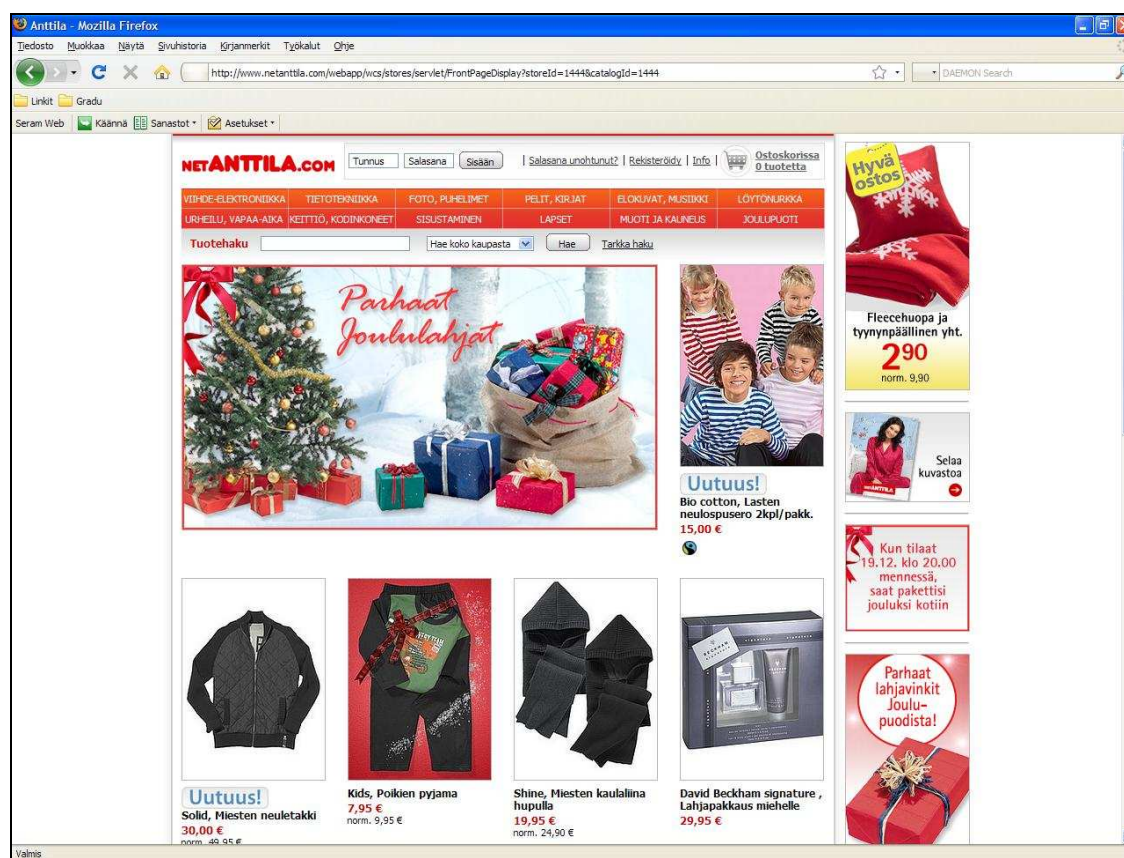 Anttila - Mozilla Firefox
Tiedosto Muokkaa Näytä Sivuhistoria Kirjanmerkit Työkalut Ohje
http://www.netanttila.com/webapp/wcs/stores/servlet/FrontPageDisplay?storeId=1444&catalogId=1444
DAEMON Search
Linkit Gradu
Seram Web Käännä Sanastot Asetukset
NETANTTILA.COM
Tunnus Salasana Sisään | Salasana unohtunut? | Rekisteröidy | Info |
Ostoskorissa
0 tuotetta
VIIHDE-ELEKTRONIIKKA TIETOTEKNIIKKA FOTO, PUHELIMET PELIT, KIRJAT ELOKUVAT, MUSIIKKI LÖYTÖNURKKA
URHEILU, VAPAA-AIKA KEITTIÖ, KODINKONEET SISUSTAMINEN LAPSET MUOTI JA KAUNEUS JOULUPUOTI
Tuotehaku Hae koko kaupasta Hae Tarkka haku
Parhaat
Joululahjat
Uutuus!
Bio cotton, Lasten
neulospusero 2kpl/pakk.
15,00 €
Hyvä
ostos
Fleecehuopa ja
tyynynpäällinen yht.
2 90
norm. 9,90
Selaa
kuvastoa
NETANTTILA
Kun tilaat
19.12. klo 20.00
mennessä,
saat pakettisi
jouluksi kotiin
Parhaat
lahjavinkit
Joulu-
puodista!
Uutuus!
Solid, Miesten neuletakki
30,00 €
norm. 49,95 €
Kids, Poikien pyjama
7,95 €
norm. 9,95 €
Shine, Miesten kaulaliina
hupulla
19,95 €
norm. 24,90 €
BECKHAM
signature
David Beckham signature ,
Lahjapakkaus miehelle
29,95 €
Valmis